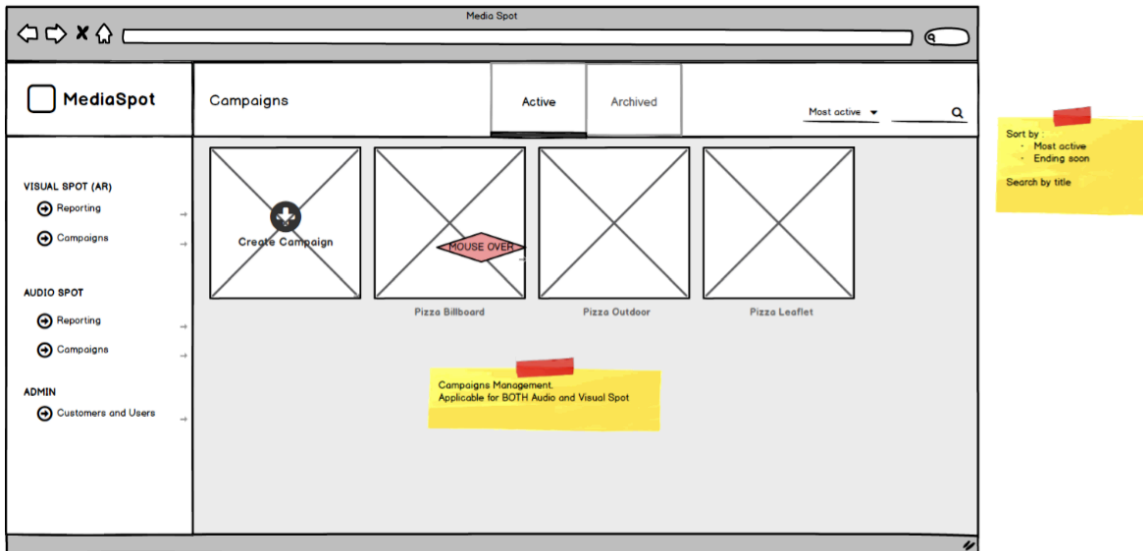 Media Spot
MediaSpot
Campaigns
Active
Archived
Most active
VISUAL SPOT (AR)
Reporting
Campaigns
AUDIO SPOT
Reporting
Campaigns
ADMIN
Customers and Users
Create Campaign
MOUSE OVER
Pizza Billboard
Pizza Outdoor
Pizza Leaflet
Campaigns Management.
Applicable for BOTH Audio and Visual Spot
Sort by :
- Most active
- Ending soon
Search by title